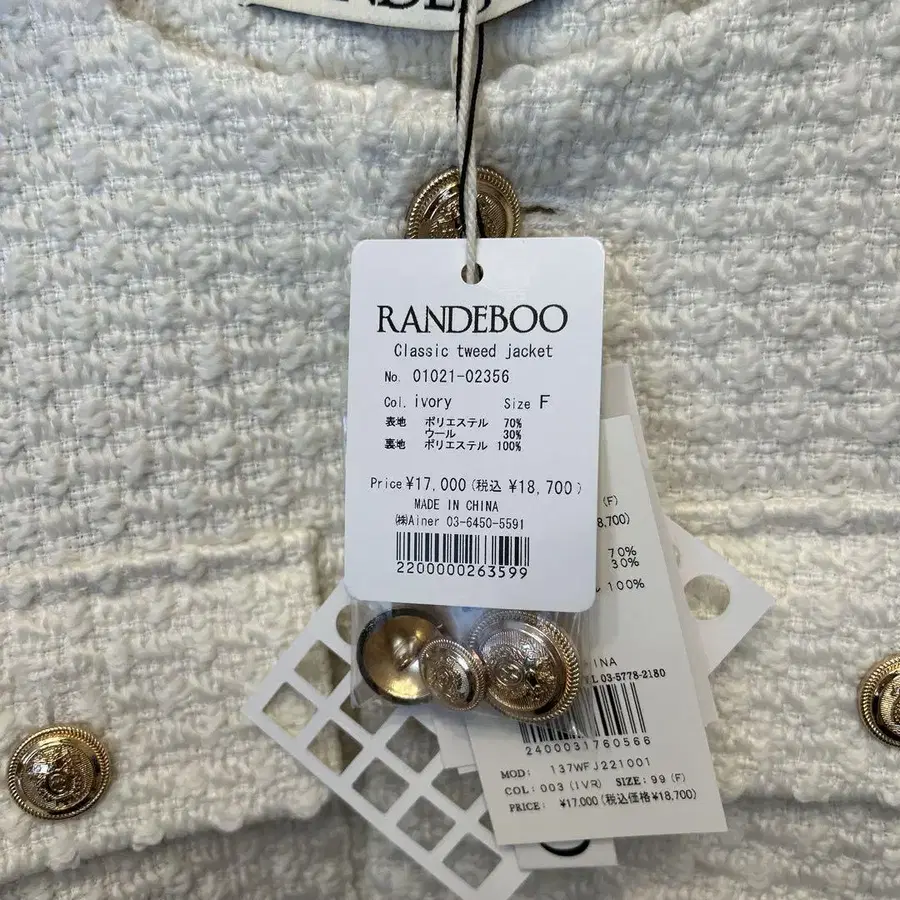 RANDEBOO
Classic tweed jacket
No. 01021-02356
Col. ivory Size F
表地 ポリエステル 70%
ウール 30%
裏地 ポリエステル 100%
Price ¥17,000 (税込 ¥18,700)
MADE IN CHINA
㈱Ainer 03-6450-5591
2200000263599
(F)
8,700)
70%
30%
100%
INA
L 03-5778-2180
2400031760566
MOD: 137WFJ221001
COL: 003 (IVR) SIZE: 99 (F)
PRICE: ¥17,000 (税込価格¥18,700)